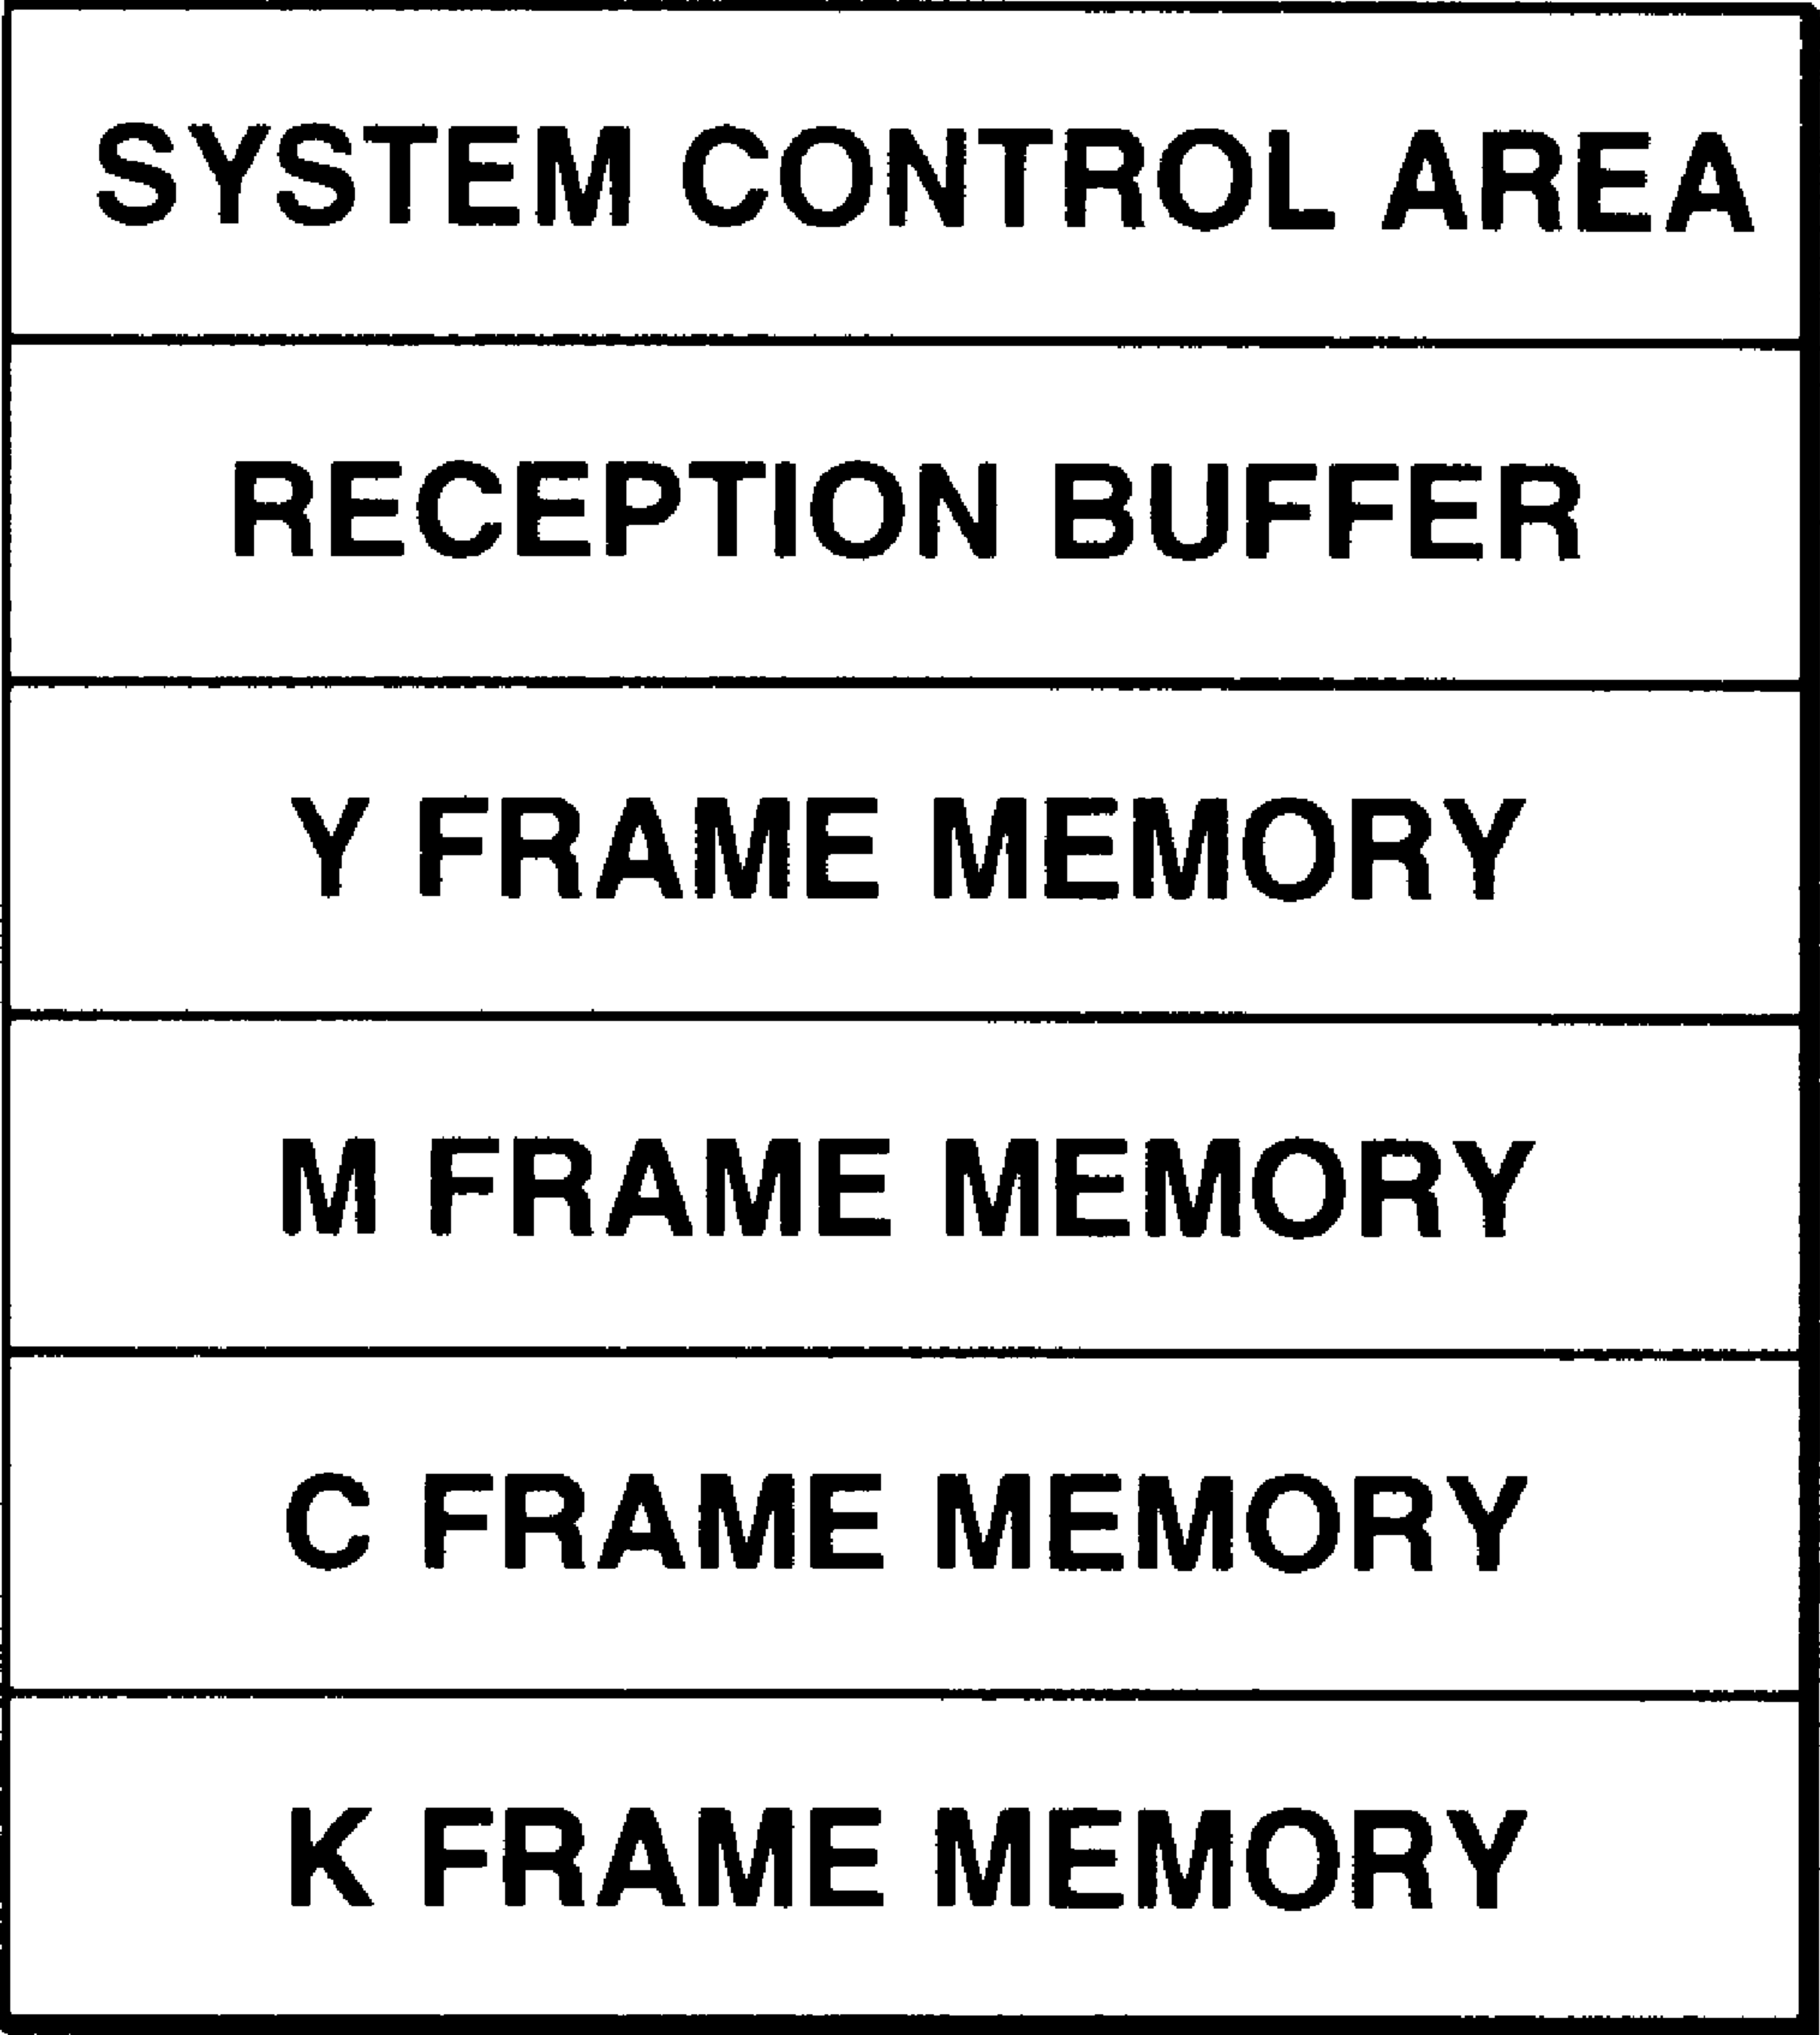 SYSTEM CONTROL AREA
RECEPTION BUFFER
Y FRAME MEMORY
M FRAME MEMORY
C FRAME MEMORY
K FRAME MEMORY